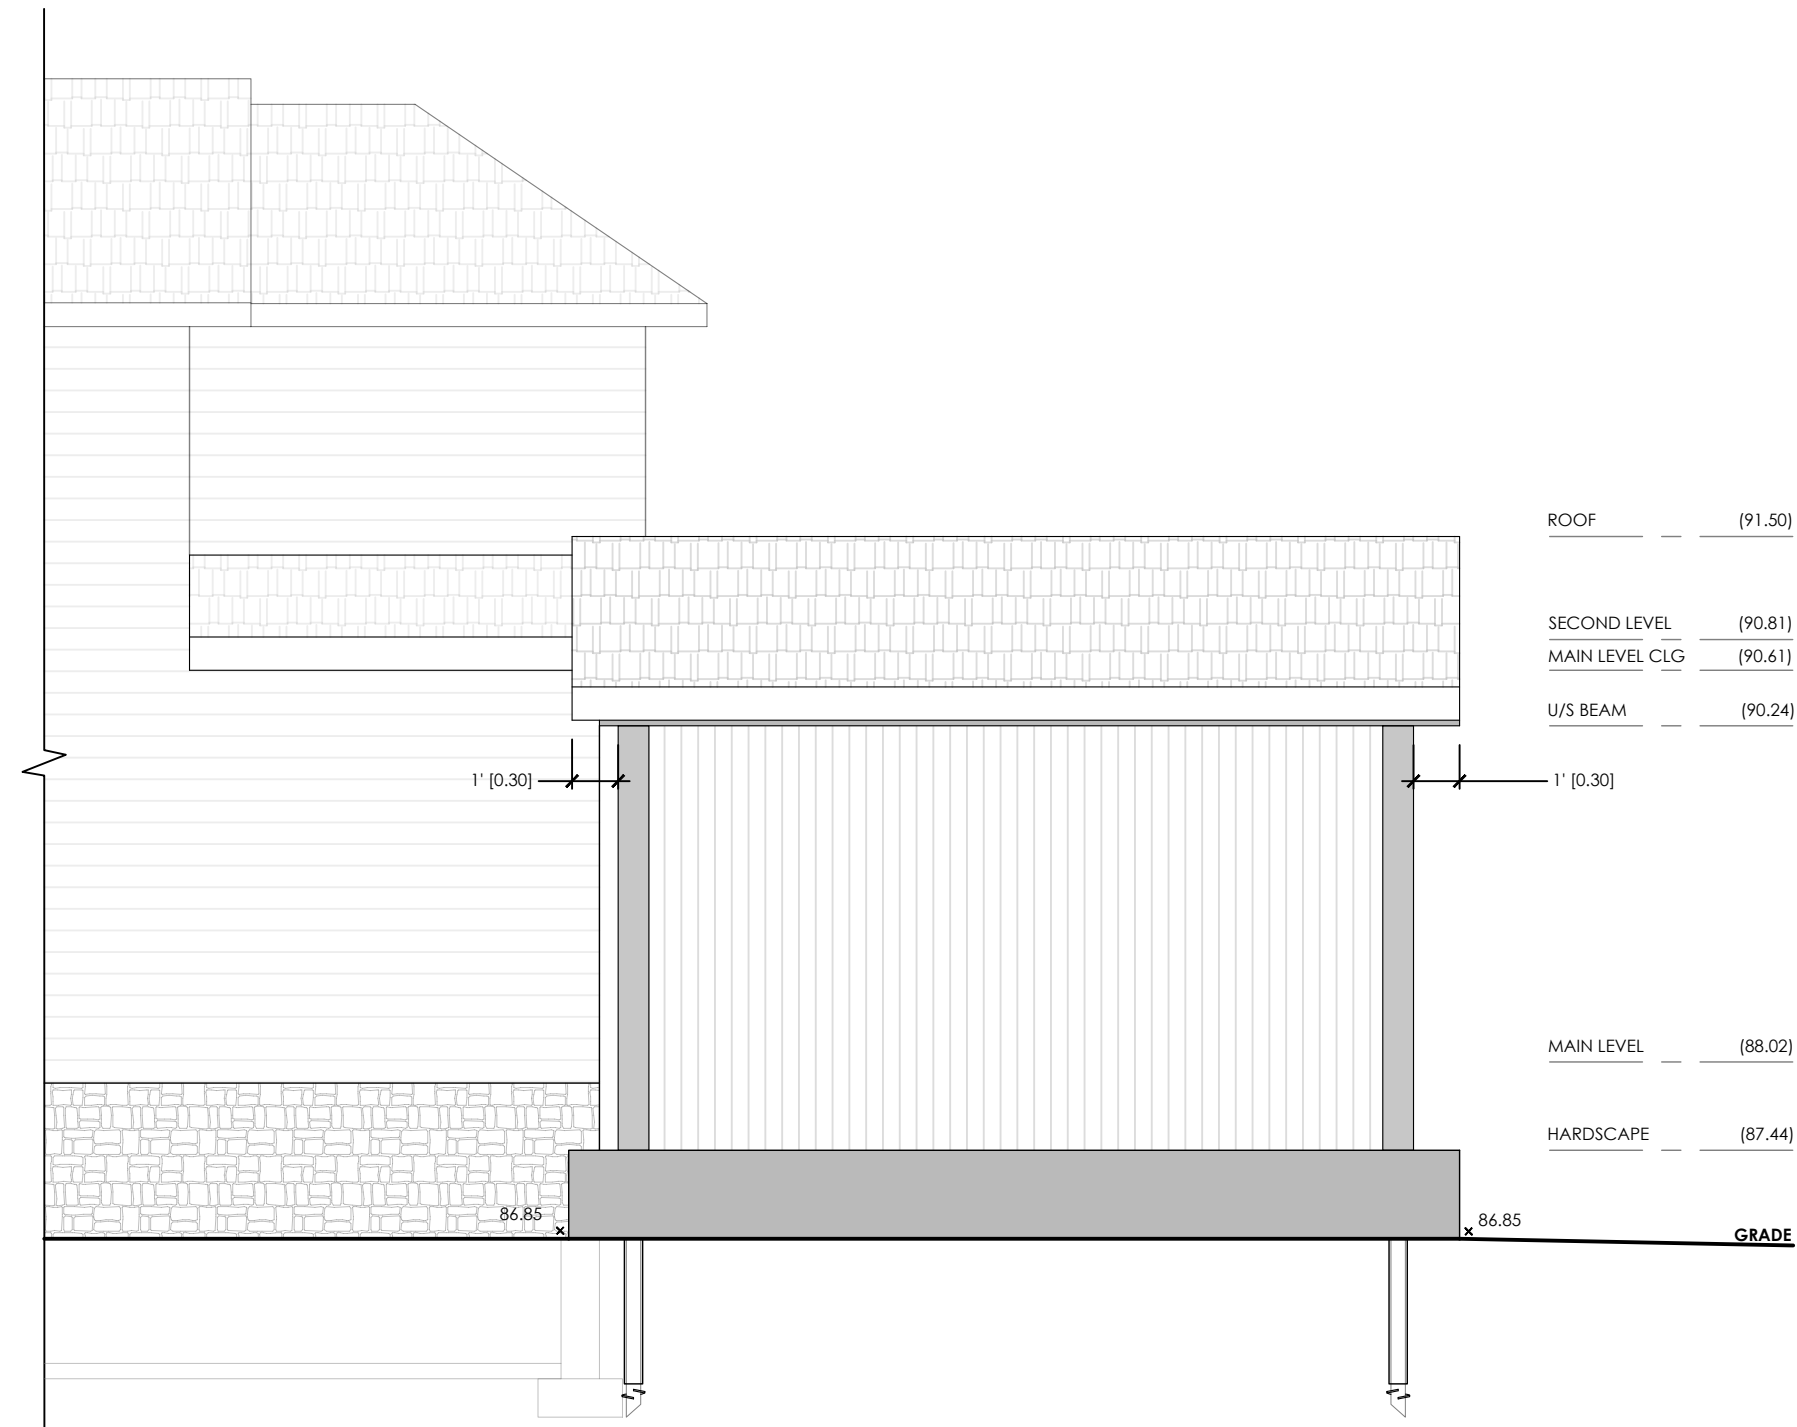 ROOF (91.50)
SECOND LEVEL (90.81)
MAIN LEVEL CLG (90.61)
U/S BEAM (90.24)
1' [0.30] 1' [0.30]
MAIN LEVEL (88.02)
HARDSCAPE (87.44)
86.85 86.85
GRADE